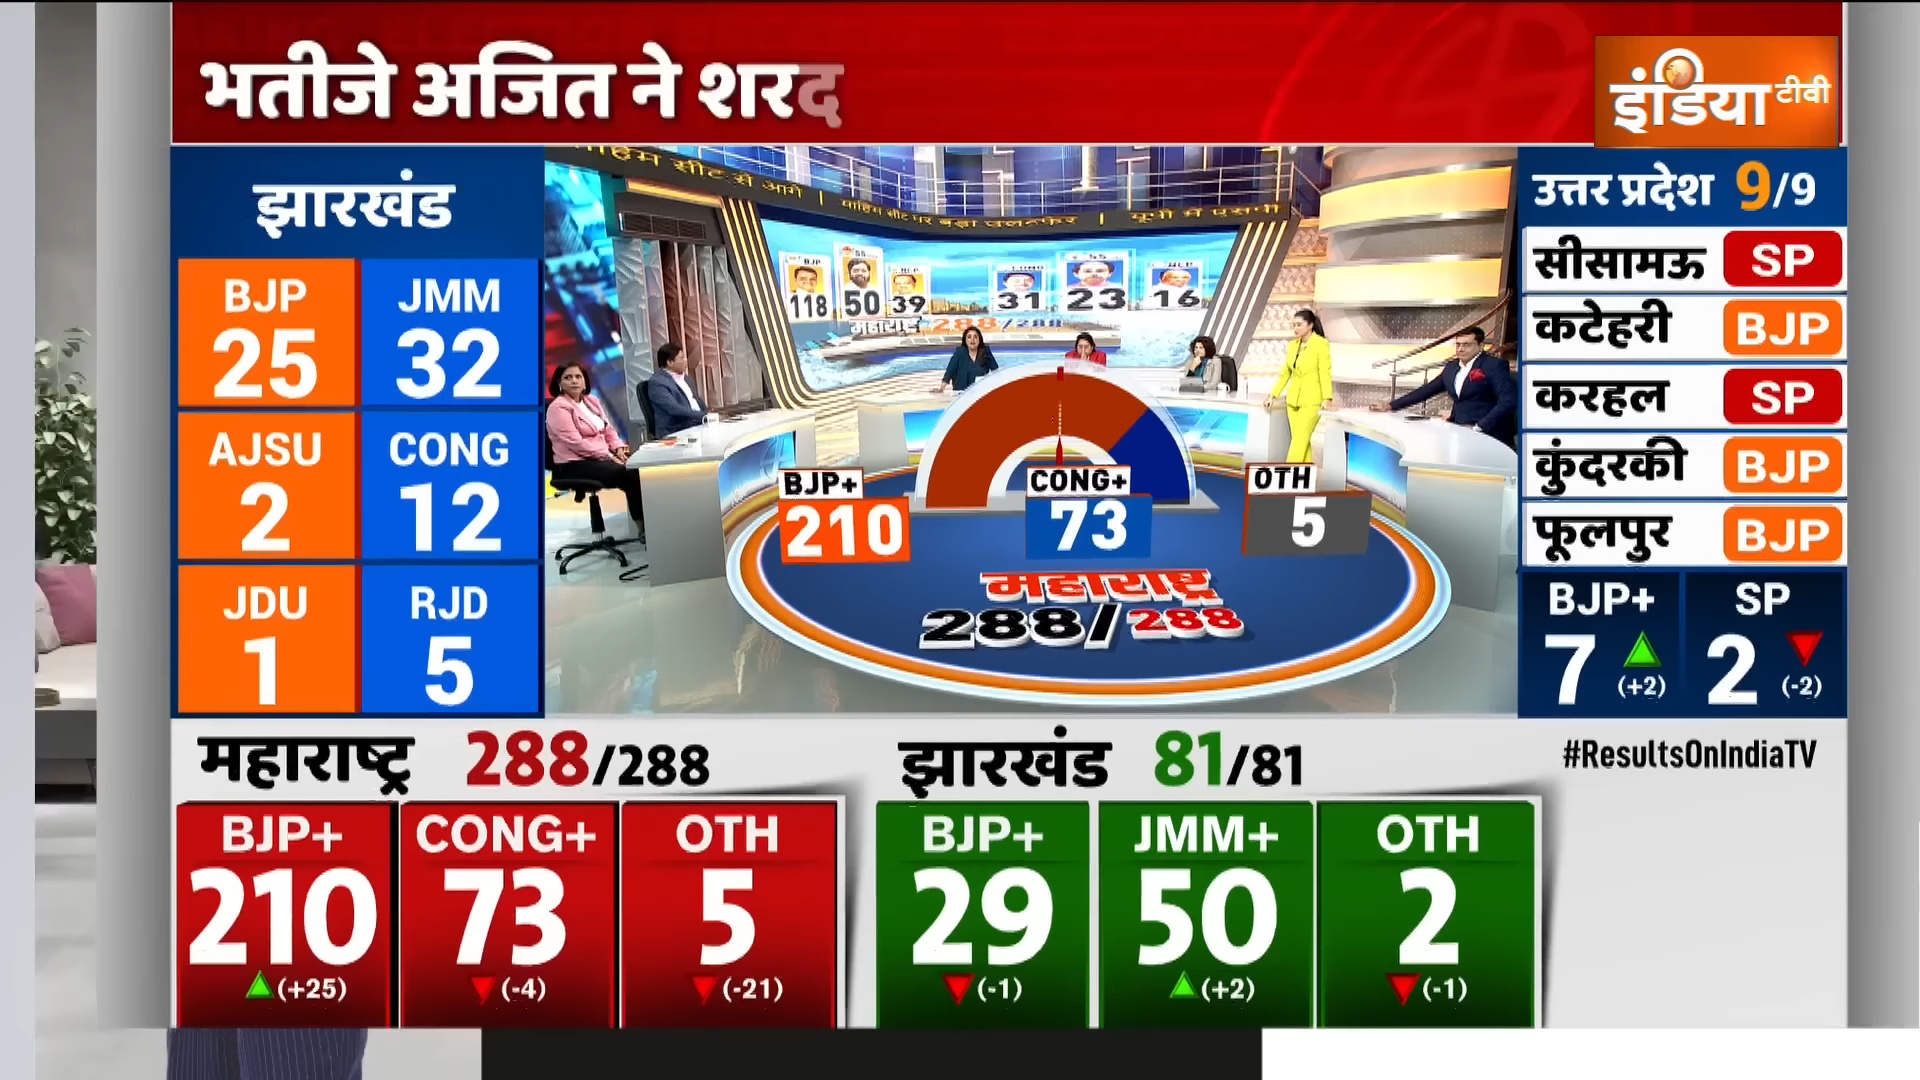 भतीजे अजित ने शरद
इंडिया टीवी
झारखंड
BJP JMM
25 32
AJSU CONG
2 12
JDU RJD
1 5
माहिम सीट से आगे |
118 50 39 31 23 16
महाराष्ट्र 288/288
BJP+ CONG+ OTH
210 73 5
महाराष्ट्र
288/288
उत्तर प्रदेश 9/9
सीसामऊ SP
कटेहरी BJP
करहल SP
कुंदरकी BJP
फूलपुर BJP
BJP+ SP
7 2
(+2) (-2)
महाराष्ट्र 288/288
BJP+ CONG+ OTH
210 73 5
(+25) (-4) (-21)
झारखंड 81/81
BJP+ JMM+ OTH
29 50 2
(-1) (+2) (-1)
#ResultsOnIndiaTV